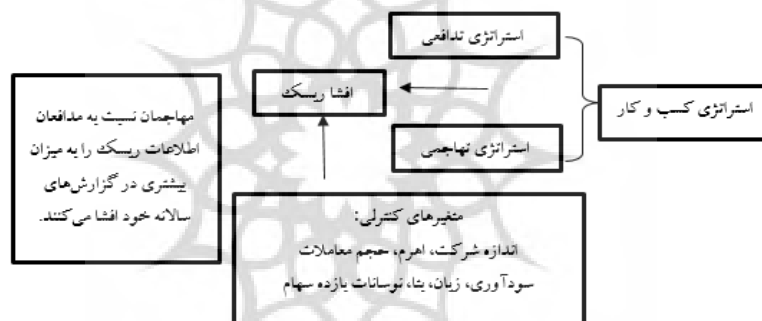 استراتژی تدافعی
افشا ریسک
استراتژی کسب و کار
استراتژی تهاجمی
مهاجمان نسبت به مدافعان
اطلاعات ریسک را به میزان
بیشتری در گزارش‌های
سالانه خود افشا می‌کنند.
متغیرهای کنترلی:
اندازه شرکت، اهرم، حجم معاملات
سودآوری، زیان، بتا، نوسانات بازده سهام